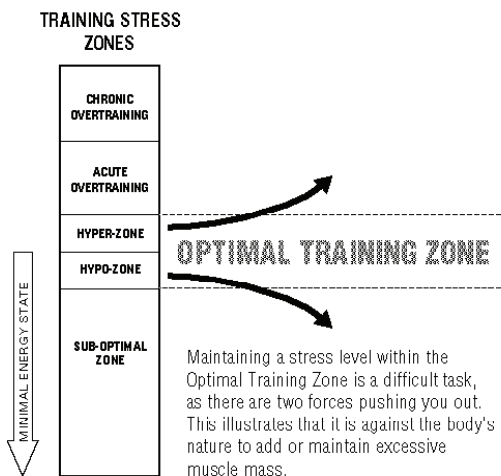 TRAINING STRESS
ZONES
CHRONIC
OVERTRAINING
ACUTE
OVERTRAINING
HYPER-ZONE
OPTIMAL TRAINING ZONE
HYPO-ZONE
SUB-OPTIMAL
ZONE
MINIMAL ENERGY STATE
Maintaining a stress level within the
Optimal Training Zone is a difficult task,
as there are two forces pushing you out.
This illustrates that it is against the body's
nature to add or maintain excessive
muscle mass.